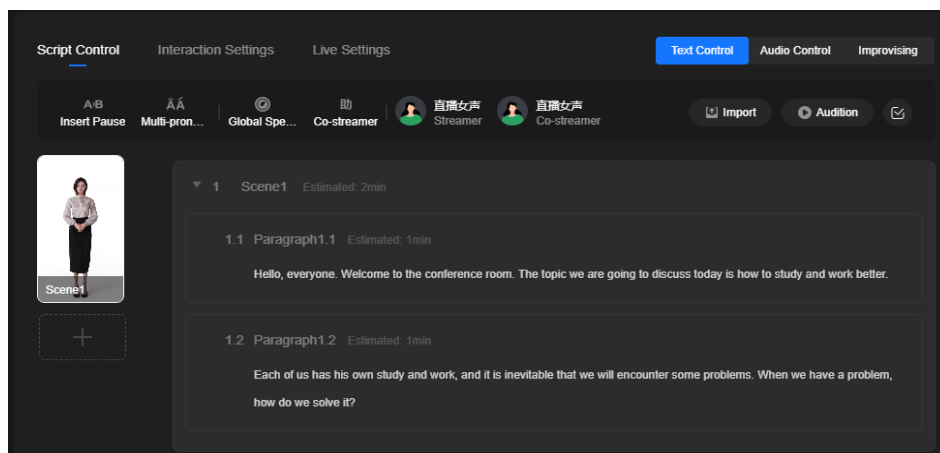 Script Control Interaction Settings Live Settings Text Control Audio Control Improvising
A|B ĀÁ 助 直播女声 直播女声
Insert Pause Multi-pron... Global Spe... Co-streamer Streamer Co-streamer Import Audition
1 Scene1 Estimated: 2min
1.1 Paragraph1.1 Estimated: 1min
Hello, everyone. Welcome to the conference room. The topic we are going to discuss today is how to study and work better.
Scene1
1.2 Paragraph1.2 Estimated: 1min
Each of us has his own study and work, and it is inevitable that we will encounter some problems. When we have a problem,
how do we solve it?